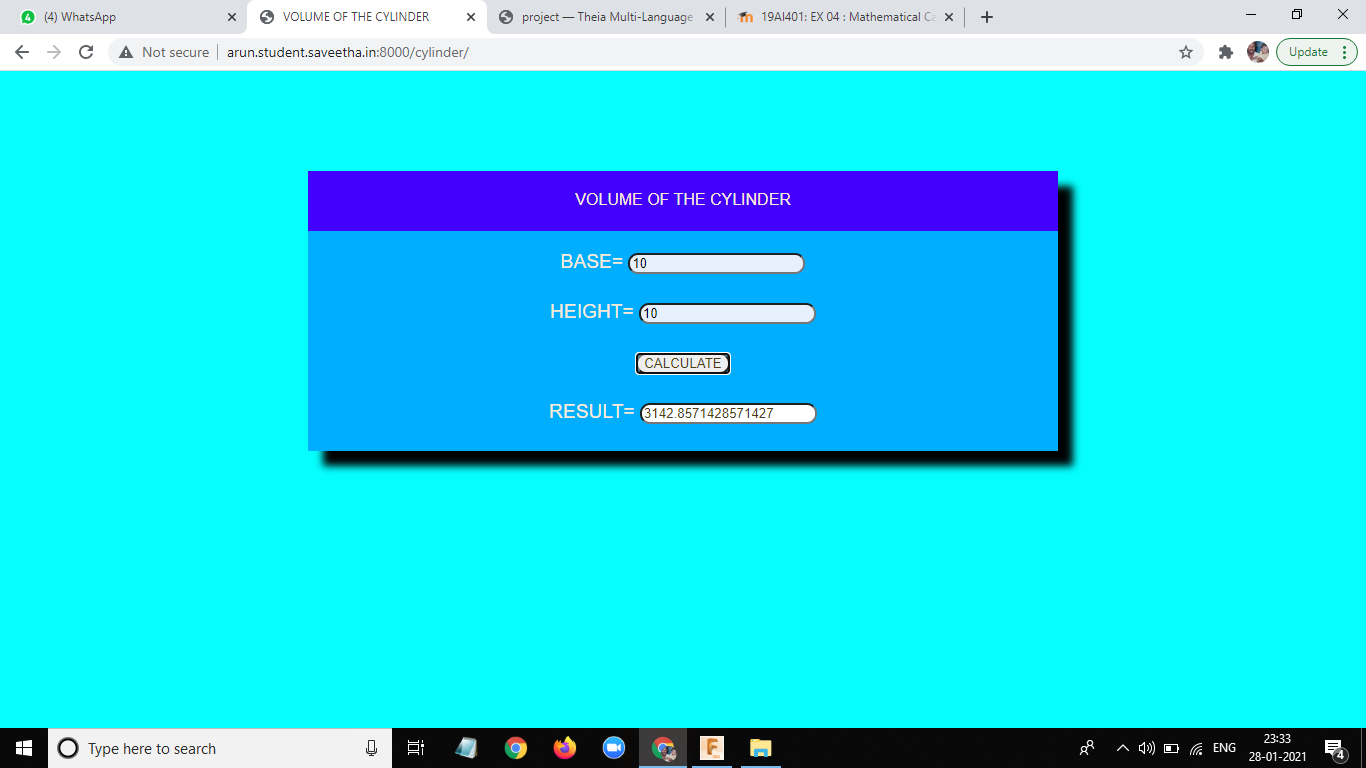 (4) WhatsApp
VOLUME OF THE CYLINDER
project — Theia Multi-Language
19AI401: EX 04 : Mathematical Ca
Not secure
arun.student.saveetha.in:8000/cylinder/
Update
VOLUME OF THE CYLINDER
BASE= 10
HEIGHT= 10
CALCULATE
RESULT= 3142.8571428571427
Type here to search
ENG
23:33
28-01-2021
4